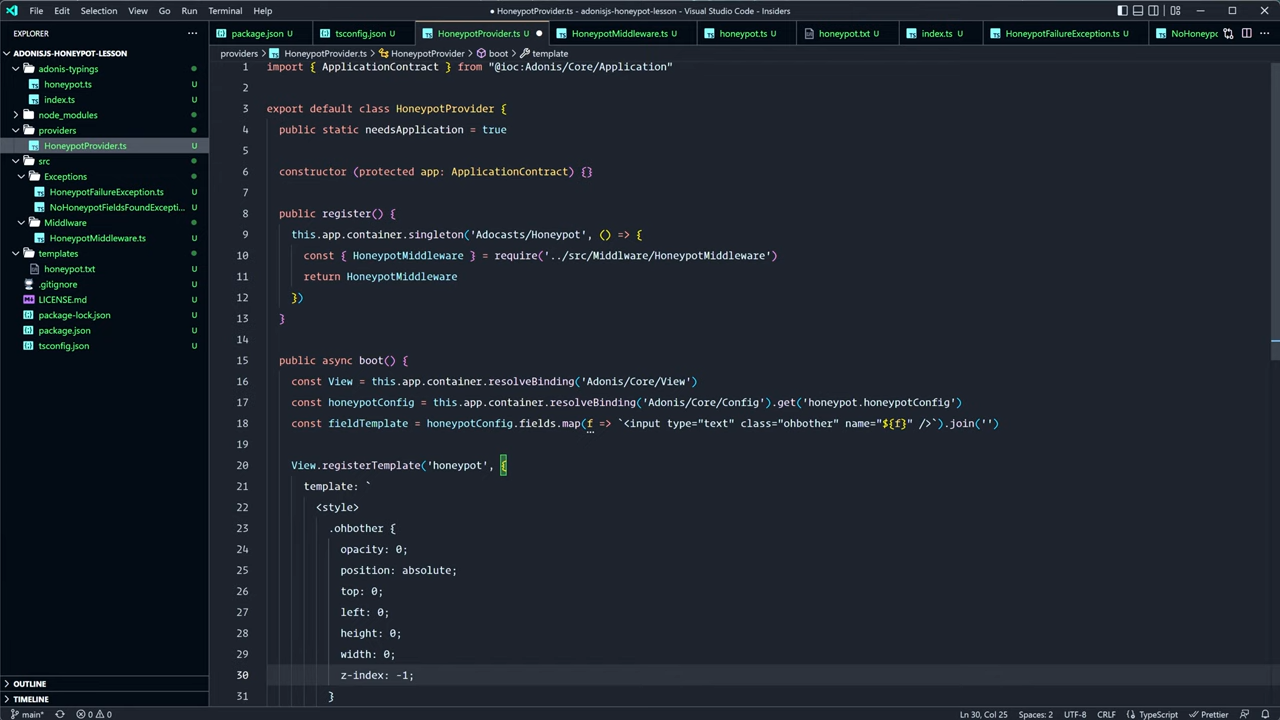 File Edit Selection View Go Run Terminal Help
● HoneypotProvider.ts - adonisjs-honeypot-lesson - Visual Studio Code - Insiders
EXPLORER
package.json U
tsconfig.json U
HoneypotProvider.ts U
HoneypotMiddleware.ts U
honeypot.ts U
honeypot.txt U
index.ts U
HoneypotFailureException.ts U
NoHoneyp
ADONISJS-HONEYPOT-LESSON
adonis-typings
honeypot.ts U
index.ts U
node_modules
providers
HoneypotProvider.ts U
src
Exceptions
HoneypotFailureException.ts U
NoHoneypotFieldsFoundExcepti... U
Middlware
HoneypotMiddleware.ts U
templates
honeypot.txt U
.gitignore U
LICENSE.md U
package-lock.json U
package.json U
tsconfig.json U
OUTLINE
TIMELINE
providers > HoneypotProvider.ts > HoneypotProvider > boot > template
1 import { ApplicationContract } from "@ioc:Adonis/Core/Application"
2
3 export default class HoneypotProvider {
4 public static needsApplication = true
5
6 constructor (protected app: ApplicationContract) {}
7
8 public register() {
9 this.app.container.singleton('Adocasts/Honeypot', () => {
10 const { HoneypotMiddleware } = require('../src/Middlware/HoneypotMiddleware')
11 return HoneypotMiddleware
12 })
13 }
14
15 public async boot() {
16 const View = this.app.container.resolveBinding('Adonis/Core/View')
17 const honeypotConfig = this.app.container.resolveBinding('Adonis/Core/Config').get('honeypot.honeypotConfig')
18 const fieldTemplate = honeypotConfig.fields.map(f => `<input type="text" class="ohbother" name="${f}" />`).join('')
19
20 View.registerTemplate('honeypot', {
21 template: `
22 <style>
23 .ohbother {
24 opacity: 0;
25 position: absolute;
26 top: 0;
27 left: 0;
28 height: 0;
29 width: 0;
30 z-index: -1;
31 }
main* 0 0 Ln 30, Col 25 Spaces: 2 UTF-8 CRLF TypeScript Prettier